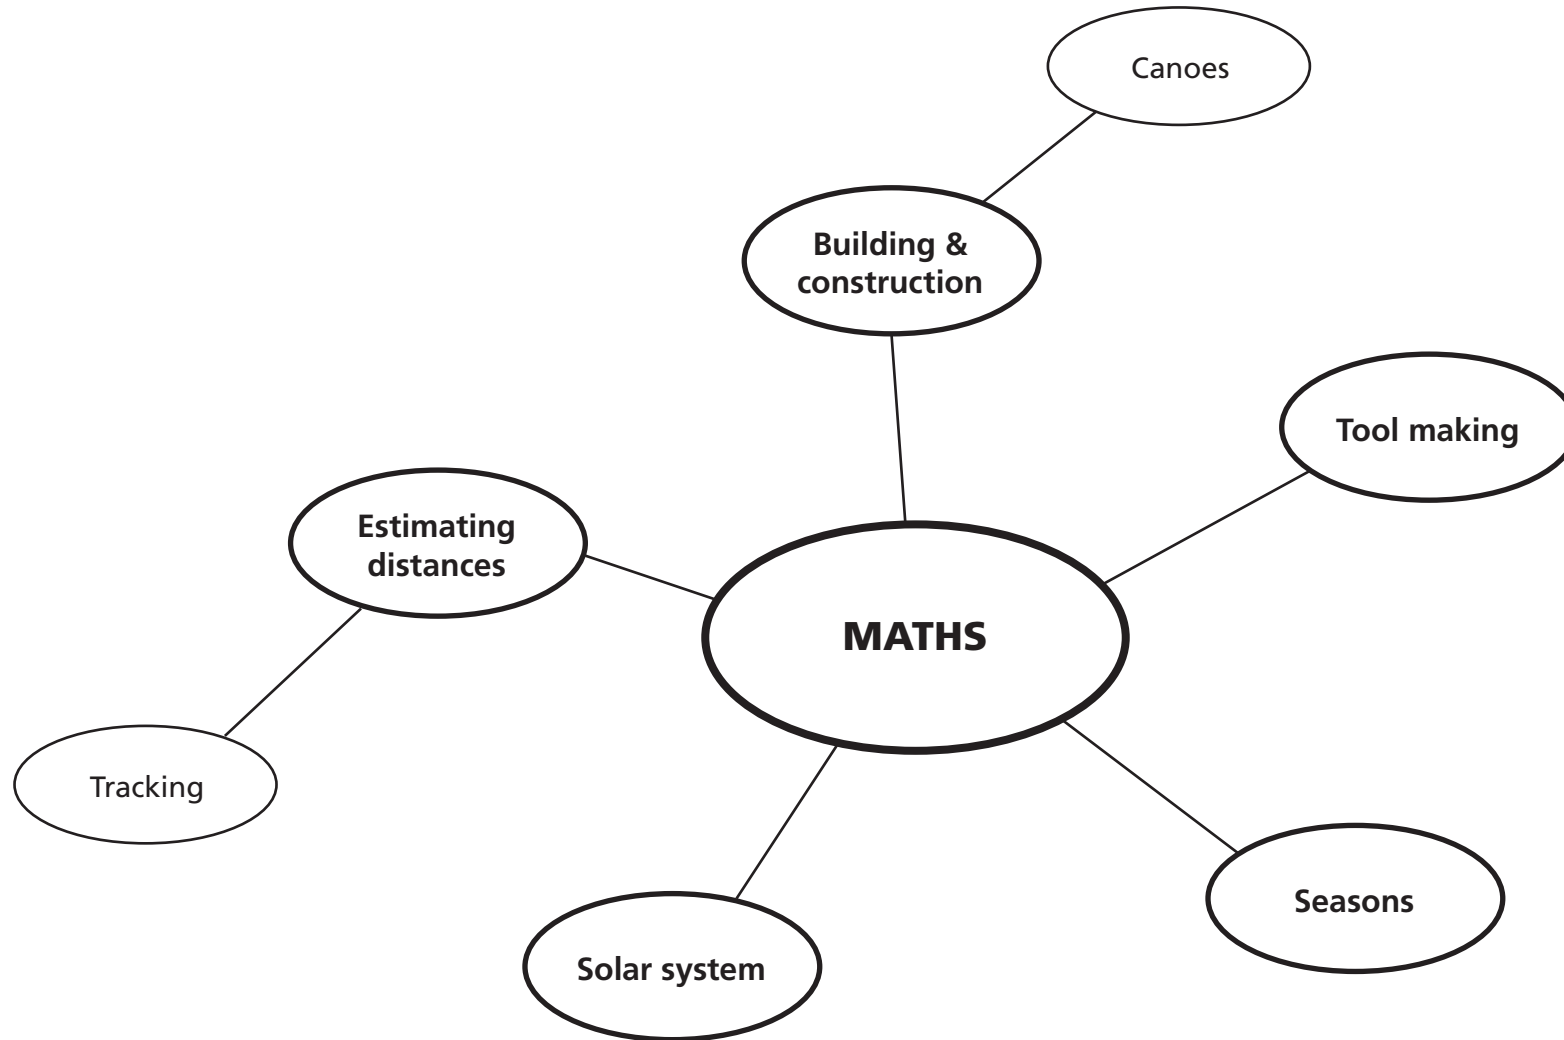 Canoes
Building &
construction
Tool making
Estimating
distances
MATHS
Tracking
Seasons
Solar system